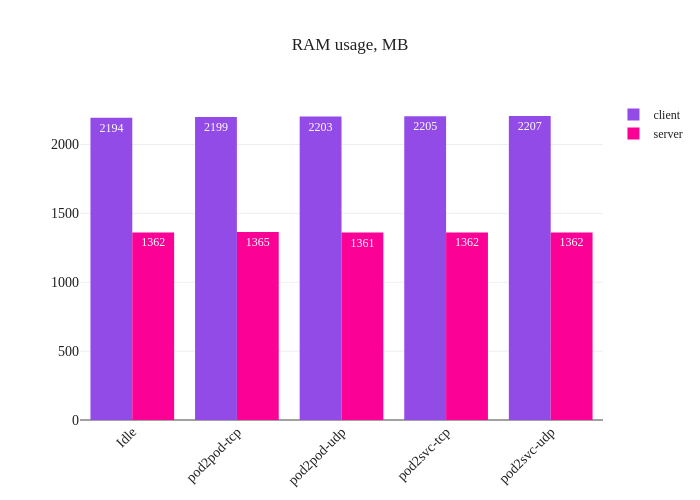 RAM usage, MB
client
server
2000
1500
1000
500
0
2194
1362
2199
1365
2203
1361
2205
1362
2207
1362
Idle
pod2pod-tcp
pod2pod-udp
pod2svc-tcp
pod2svc-udp